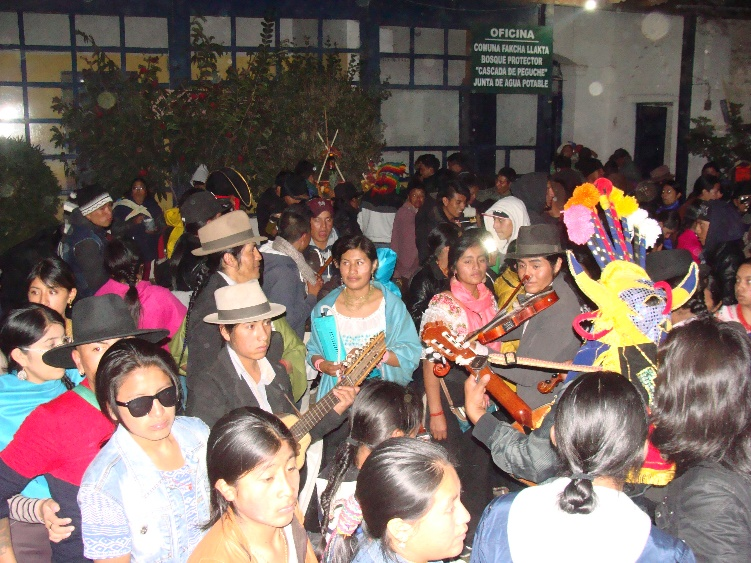 OFICINA
COMUNA FAKCHA LLAKTA
BOSQUE PROTECTOR
"CASCADA DE PEGUCHE"
JUNTA DE AGUA POTABLE